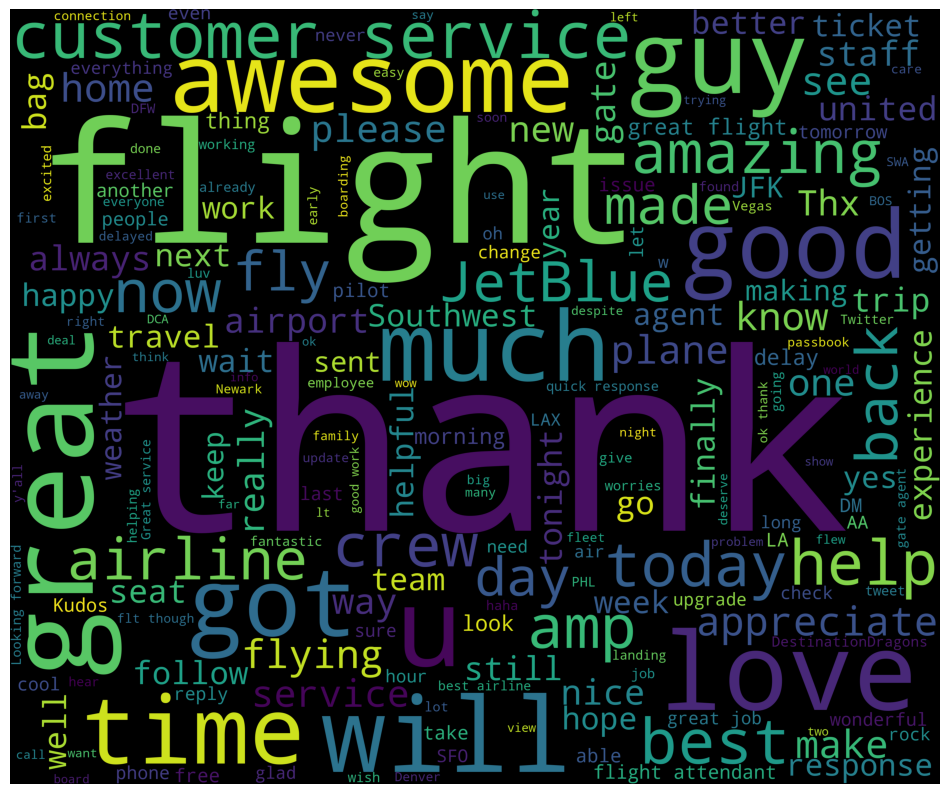 connection
even
never
say
left
better
ticket
customer service
guy
staff
care
everything
easy
awesome
see
bag
home
DFW
trying
united
flight
thing
please
soon
new
gate
great flight
tomorrow
excited
done
working
amazing
SWA
excellent
another
already
early
boarding
issue
found
JFK
everyone
people
work
use
made
Vegas
Thx
BOS
getting
first
delayed
oh
year
let
good
always
next
change
w
luv
fly
pilot
JetBlue
making
trip
happy
now
despite
know
right
DCA
airport
Southwest
agent
Twitter
deal
travel
ok
much
plane
passbook
great
think
wait
sent
delay
back
away
weather
Newark
info
employee
quick response
one
world
experience
thank
wow
finally
going
ok thank
family
night
really
keep
update
good work
helpful
morning
LAX
tonight
give
yes
show
y'all
helping
Great service
far
last
lt
big
many
worries
go
deserve
DM
gate agent
long
AA
LA
fantastic
crew
need
fleet
air
problem
flew
airline
day
today
help
Looking forward
seat
team
PHL
check
tweet
Kudos
got
way
haha
week
upgrade
flt though
sure
u
look
amp
appreciate
flying
landing
DestinationDragons
cool
hear
follow
hour
still
job
love
reply
service
best airline
nice
well
time
will
lot
take
view
hope
great job
wonderful
two
rock
call
want
SFO
able
best
make
board
phone
free
glad
Denver
wish
flight attendant
response